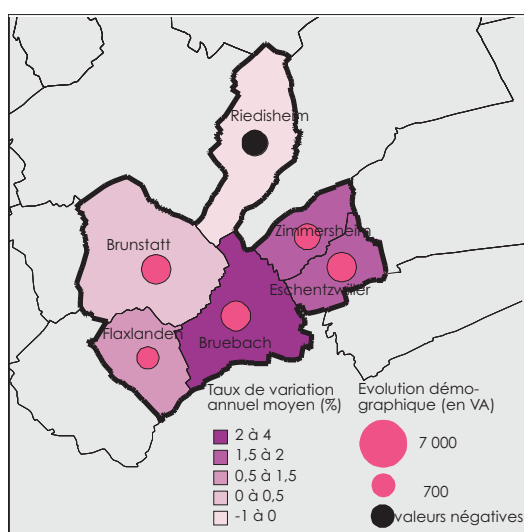 Riedisheim
Zimmersheim
Brunstatt
Eschentzwiller
Flaxlanden
Bruebach
Taux de variation
annuel moyen (%)
2 à 4
1,5 à 2
0,5 à 1,5
0 à 0,5
-1 à 0
Evolution démo-
graphique (en VA)
7 000
700
valeurs négatives